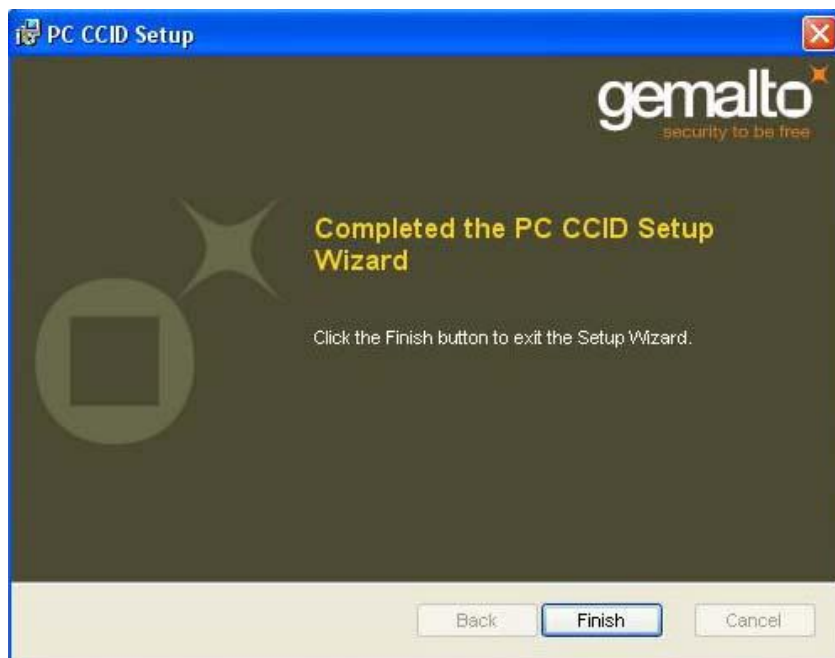 PC CCID Setup
gemalto
security to be free
Completed the PC CCID Setup
Wizard
Click the Finish button to exit the Setup Wizard.
Back Finish Cancel